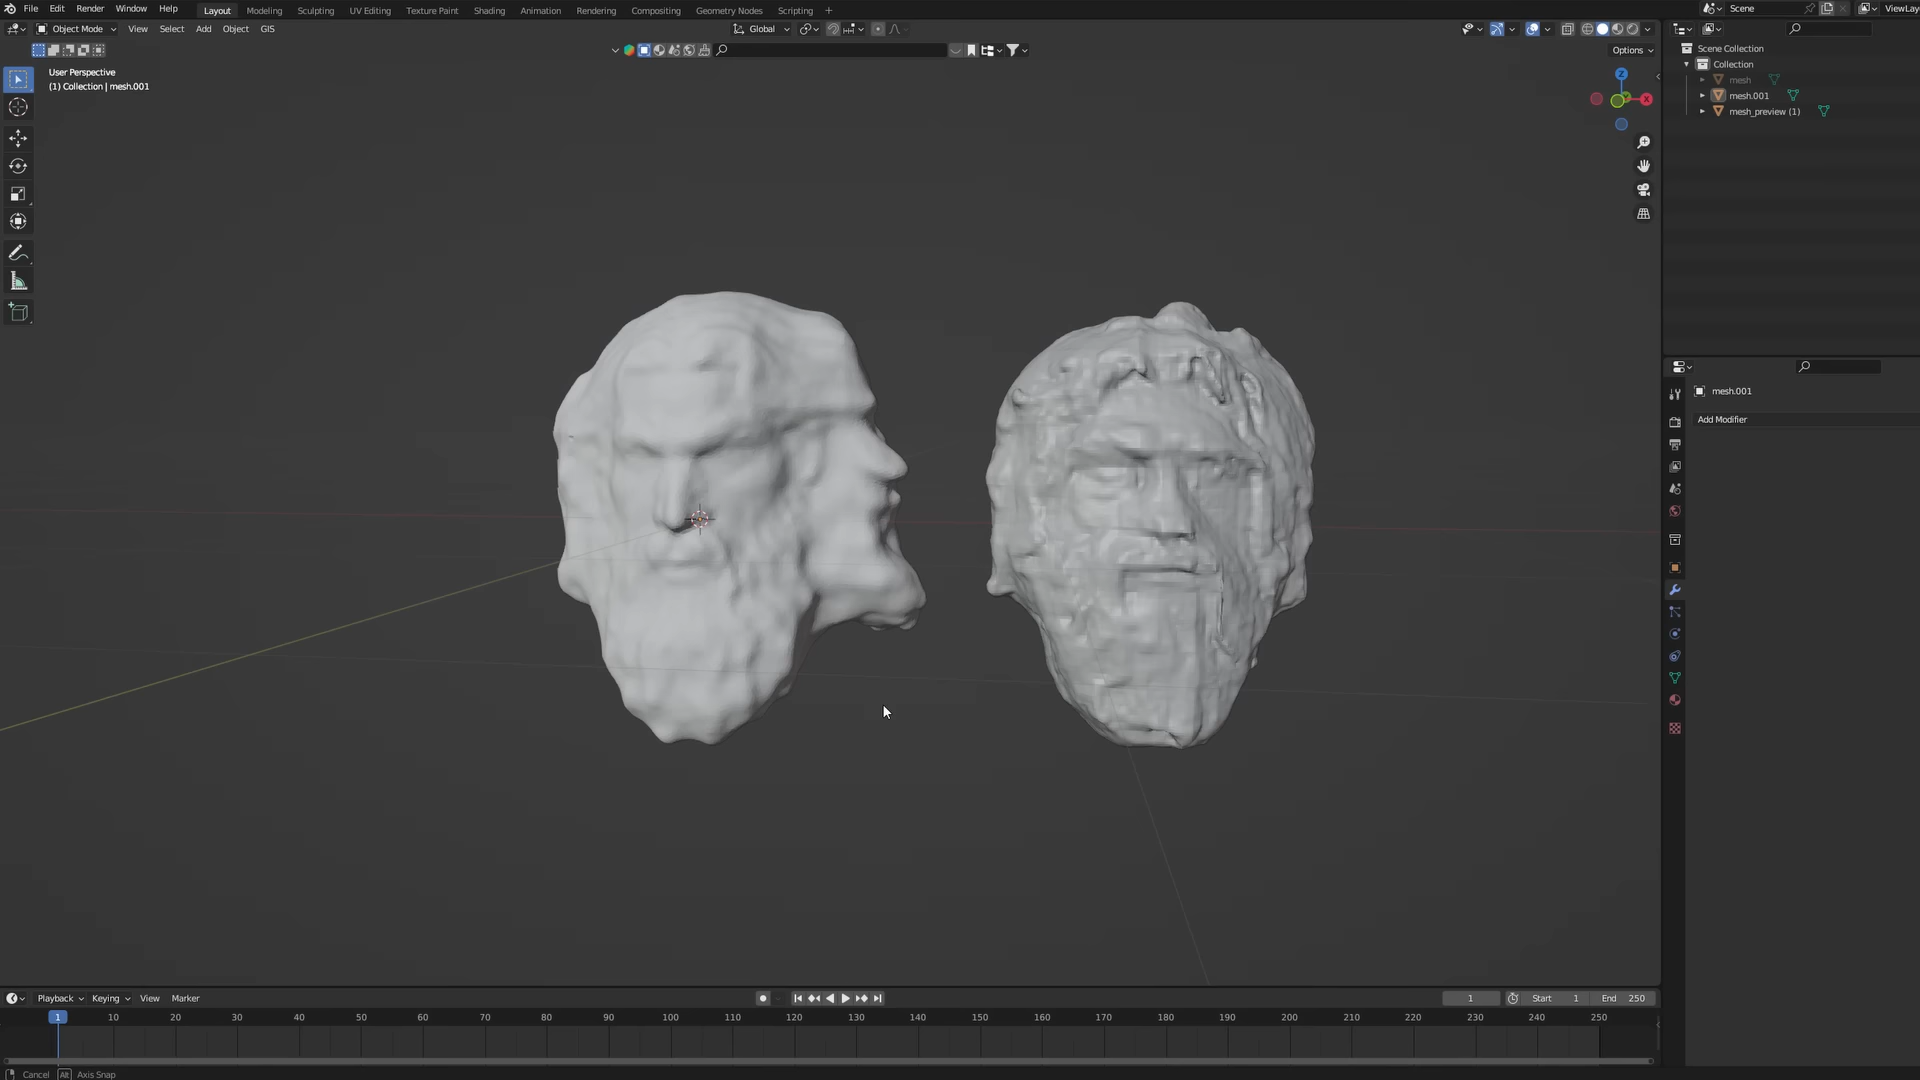 File Edit Render Window Help Layout Modeling Sculpting UV Editing Texture Paint Shading Animation Rendering Compositing Geometry Nodes Scripting + Scene ViewLay
Object Mode View Select Add Object GIS Global
Options
User Perspective
(1) Collection | mesh.001
Z
X
Scene Collection
Collection
mesh
mesh.001
mesh_preview (1)
mesh.001
Add Modifier
Playback Keying View Marker 1 Start 1 End 250
1 10 20 30 40 50 60 70 80 90 100 110 120 130 140 150 160 170 180 190 200 210 220 230 240 250
Cancel Alt Axis Snap